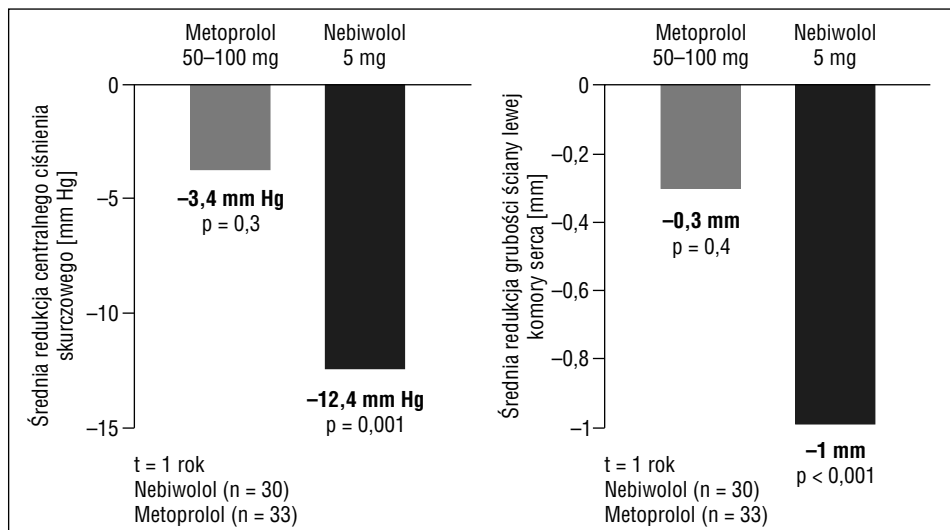 Średnia redukcja centralnego ciśnienia
skurczowego [mm Hg]
Metoprolol
50–100 mg
Nebiwolol
5 mg
0
–5
–10
–15
–3,4 mm Hg
p = 0,3
–12,4 mm Hg
p = 0,001
t = 1 rok
Nebiwolol (n = 30)
Metoprolol (n = 33)
Średnia redukcja grubości ściany lewej
komory serca [mm]
Metoprolol
50–100 mg
Nebiwolol
5 mg
0
–0,2
–0,4
–0,6
–0,8
–1
–0,3 mm
p = 0,4
–1 mm
p < 0,001
t = 1 rok
Nebiwolol (n = 30)
Metoprolol (n = 33)